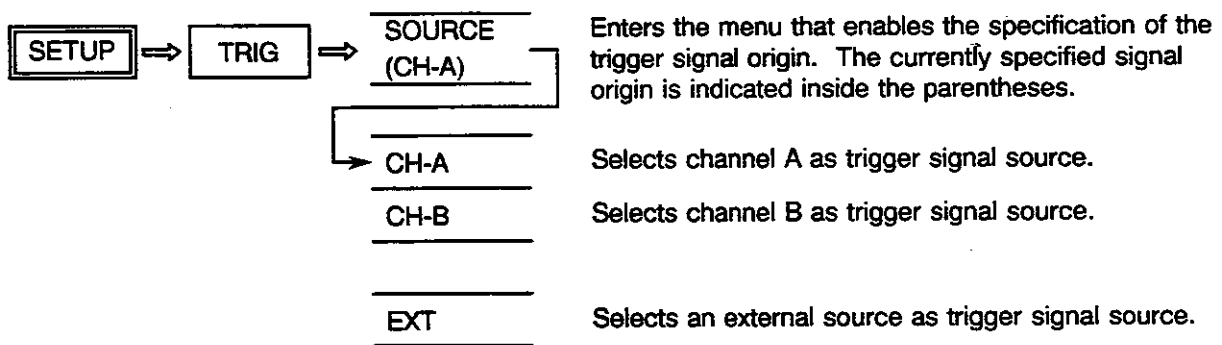 SETUP
TRIG
SOURCE
(CH-A)
Enters the menu that enables the specification of the
trigger signal origin. The currently specified signal
origin is indicated inside the parentheses.
CH-A
Selects channel A as trigger signal source.
CH-B
Selects channel B as trigger signal source.
EXT
Selects an external source as trigger signal source.